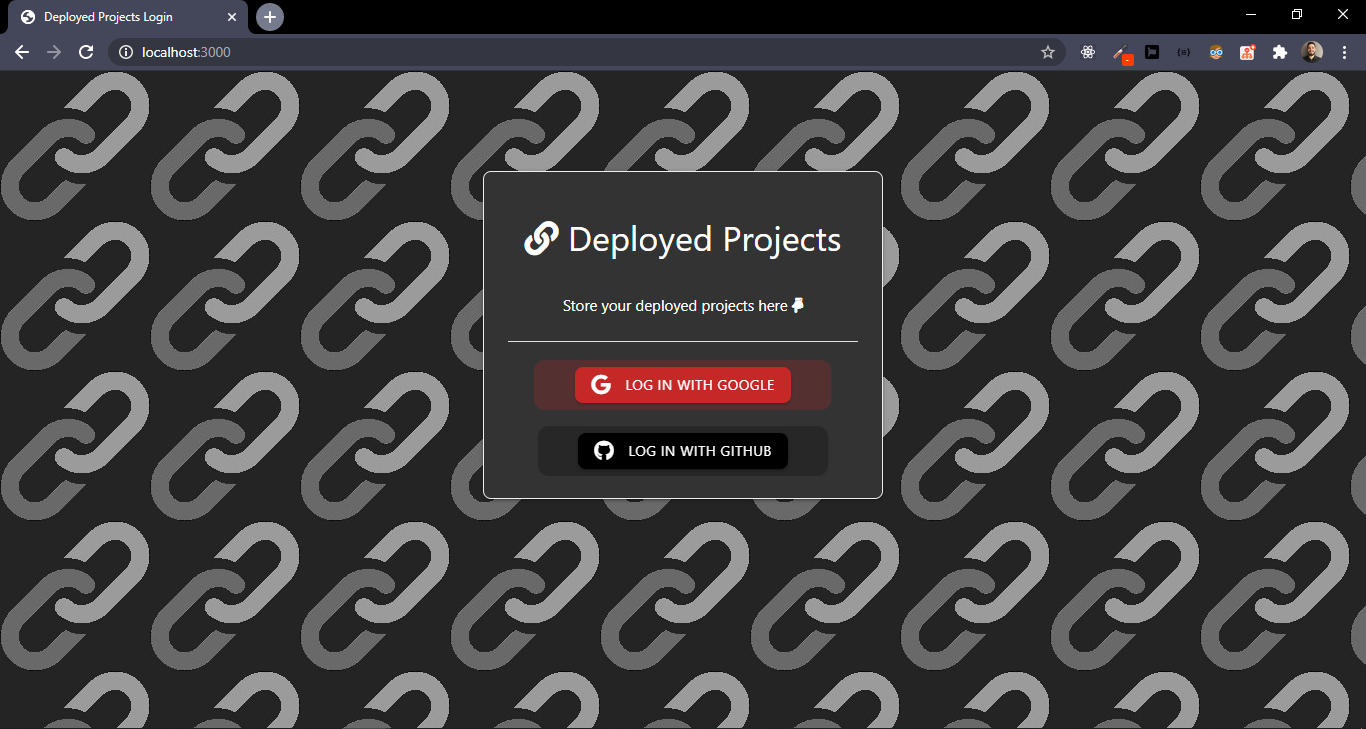 Deployed Projects Login
localhost:3000
Deployed Projects
Store your deployed projects here
LOG IN WITH GOOGLE
LOG IN WITH GITHUB